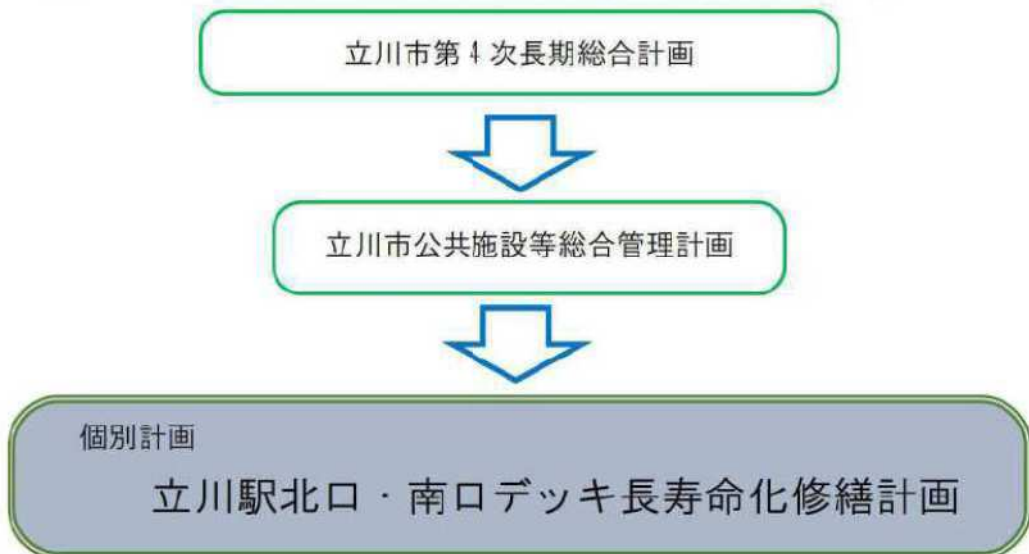 立川市第4次長期総合計画
立川市公共施設等総合管理計画
個別計画
立川駅北口・南口デッキ長寿命化修繕計画